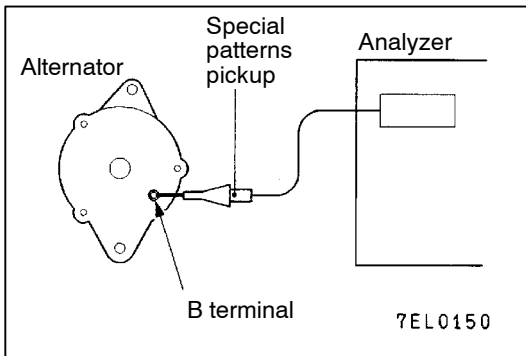 Special
patterns
pickup
Analyzer
Alternator
B terminal
7EL0150